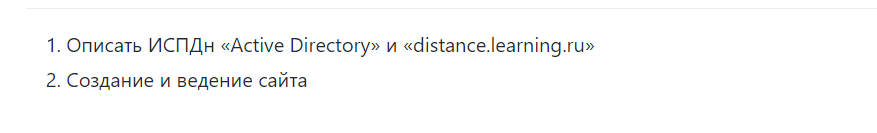 1. Описать ИСПДн «Active Directory» и «distance.learning.ru»
2. Создание и ведение сайта